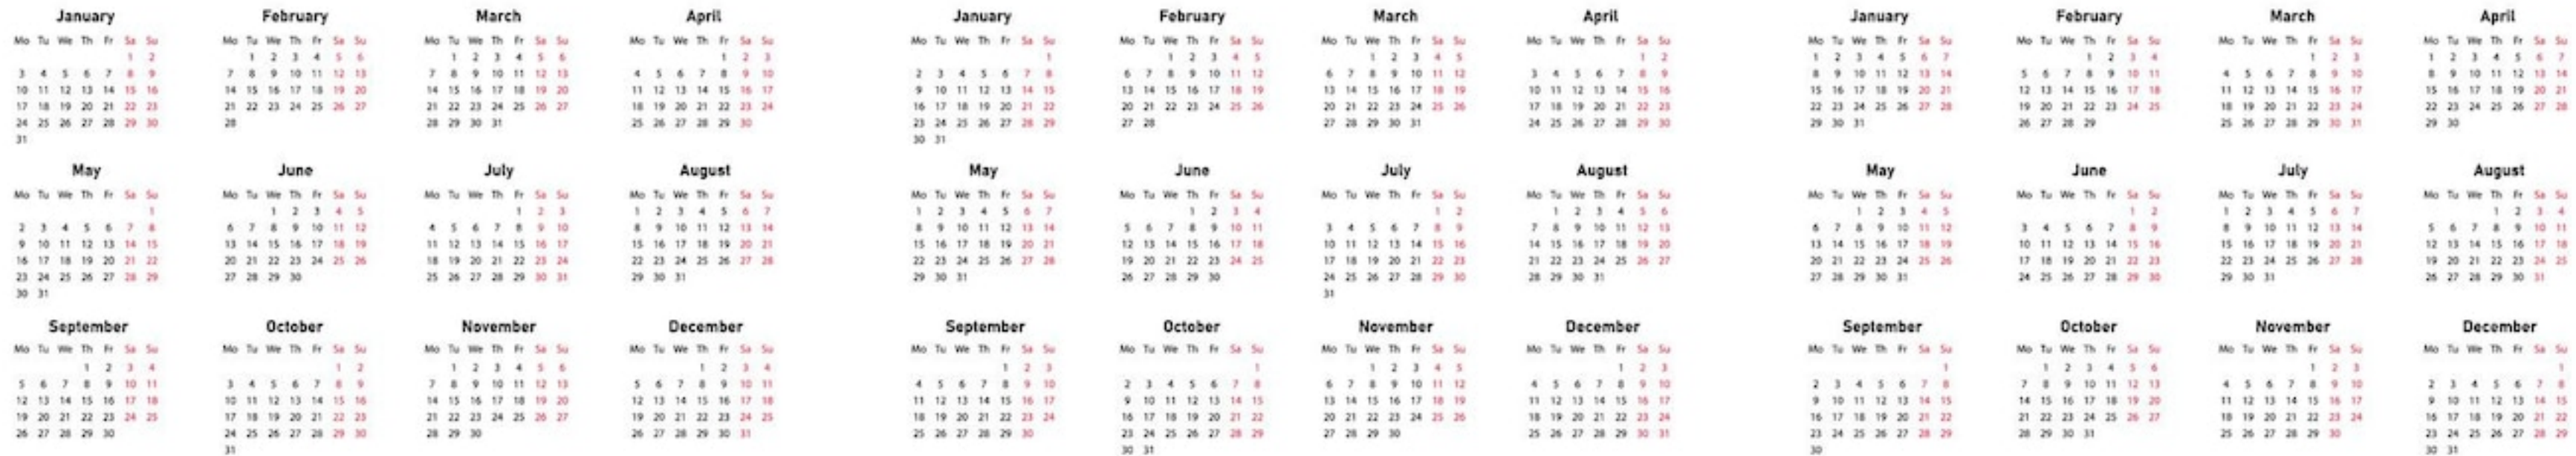 January
Mo Tu We Th Fr Sa Su
1 2
3 4 5 6 7 8 9
10 11 12 13 14 15 16
17 18 19 20 21 22 23
24 25 26 27 28 29 30
31
February
Mo Tu We Th Fr Sa Su
1 2 3 4 5 6
7 8 9 10 11 12 13
14 15 16 17 18 19 20
21 22 23 24 25 26 27
28
March
Mo Tu We Th Fr Sa Su
1 2 3 4 5 6
7 8 9 10 11 12 13
14 15 16 17 18 19 20
21 22 23 24 25 26 27
28 29 30 31
April
Mo Tu We Th Fr Sa Su
1 2 3
4 5 6 7 8 9 10
11 12 13 14 15 16 17
18 19 20 21 22 23 24
25 26 27 28 29 30
May
Mo Tu We Th Fr Sa Su
1
2 3 4 5 6 7 8
9 10 11 12 13 14 15
16 17 18 19 20 21 22
23 24 25 26 27 28 29
30 31
June
Mo Tu We Th Fr Sa Su
1 2 3 4 5
6 7 8 9 10 11 12
13 14 15 16 17 18 19
20 21 22 23 24 25 26
27 28 29 30
July
Mo Tu We Th Fr Sa Su
1 2 3
4 5 6 7 8 9 10
11 12 13 14 15 16 17
18 19 20 21 22 23 24
25 26 27 28 29 30 31
August
Mo Tu We Th Fr Sa Su
1 2 3 4 5 6 7
8 9 10 11 12 13 14
15 16 17 18 19 20 21
22 23 24 25 26 27 28
29 30 31
September
Mo Tu We Th Fr Sa Su
1 2 3 4
5 6 7 8 9 10 11
12 13 14 15 16 17 18
19 20 21 22 23 24 25
26 27 28 29 30
October
Mo Tu We Th Fr Sa Su
1 2
3 4 5 6 7 8 9
10 11 12 13 14 15 16
17 18 19 20 21 22 23
24 25 26 27 28 29 30
31
November
Mo Tu We Th Fr Sa Su
1 2 3 4 5 6
7 8 9 10 11 12 13
14 15 16 17 18 19 20
21 22 23 24 25 26 27
28 29 30
December
Mo Tu We Th Fr Sa Su
1 2 3 4
5 6 7 8 9 10 11
12 13 14 15 16 17 18
19 20 21 22 23 24 25
26 27 28 29 30 31
January
Mo Tu We Th Fr Sa Su
1
2 3 4 5 6 7 8
9 10 11 12 13 14 15
16 17 18 19 20 21 22
23 24 25 26 27 28 29
30 31
February
Mo Tu We Th Fr Sa Su
1 2 3 4 5
6 7 8 9 10 11 12
13 14 15 16 17 18 19
20 21 22 23 24 25 26
27 28
March
Mo Tu We Th Fr Sa Su
1 2 3 4 5
6 7 8 9 10 11 12
13 14 15 16 17 18 19
20 21 22 23 24 25 26
27 28 29 30 31
April
Mo Tu We Th Fr Sa Su
1 2
3 4 5 6 7 8 9
10 11 12 13 14 15 16
17 18 19 20 21 22 23
24 25 26 27 28 29 30
May
Mo Tu We Th Fr Sa Su
1 2 3 4 5 6 7
8 9 10 11 12 13 14
15 16 17 18 19 20 21
22 23 24 25 26 27 28
29 30 31
June
Mo Tu We Th Fr Sa Su
1 2 3 4
5 6 7 8 9 10 11
12 13 14 15 16 17 18
19 20 21 22 23 24 25
26 27 28 29 30
July
Mo Tu We Th Fr Sa Su
1 2
3 4 5 6 7 8 9
10 11 12 13 14 15 16
17 18 19 20 21 22 23
24 25 26 27 28 29 30
31
August
Mo Tu We Th Fr Sa Su
1 2 3 4 5 6
7 8 9 10 11 12 13
14 15 16 17 18 19 20
21 22 23 24 25 26 27
28 29 30 31
September
Mo Tu We Th Fr Sa Su
1 2 3
4 5 6 7 8 9 10
11 12 13 14 15 16 17
18 19 20 21 22 23 24
25 26 27 28 29 30
October
Mo Tu We Th Fr Sa Su
1
2 3 4 5 6 7 8
9 10 11 12 13 14 15
16 17 18 19 20 21 22
23 24 25 26 27 28 29
30 31
November
Mo Tu We Th Fr Sa Su
1 2 3 4 5
6 7 8 9 10 11 12
13 14 15 16 17 18 19
20 21 22 23 24 25 26
27 28 29 30
December
Mo Tu We Th Fr Sa Su
1 2 3
4 5 6 7 8 9 10
11 12 13 14 15 16 17
18 19 20 21 22 23 24
25 26 27 28 29 30 31
January
Mo Tu We Th Fr Sa Su
1 2 3 4 5 6 7
8 9 10 11 12 13 14
15 16 17 18 19 20 21
22 23 24 25 26 27 28
29 30 31
February
Mo Tu We Th Fr Sa Su
1 2 3 4
5 6 7 8 9 10 11
12 13 14 15 16 17 18
19 20 21 22 23 24 25
26 27 28 29
March
Mo Tu We Th Fr Sa Su
1 2 3
4 5 6 7 8 9 10
11 12 13 14 15 16 17
18 19 20 21 22 23 24
25 26 27 28 29 30 31
April
Mo Tu We Th Fr Sa Su
1 2 3 4 5 6 7
8 9 10 11 12 13 14
15 16 17 18 19 20 21
22 23 24 25 26 27 28
29 30
May
Mo Tu We Th Fr Sa Su
1 2 3 4 5
6 7 8 9 10 11 12
13 14 15 16 17 18 19
20 21 22 23 24 25 26
27 28 29 30 31
June
Mo Tu We Th Fr Sa Su
1 2
3 4 5 6 7 8 9
10 11 12 13 14 15 16
17 18 19 20 21 22 23
24 25 26 27 28 29 30
July
Mo Tu We Th Fr Sa Su
1 2 3 4 5 6 7
8 9 10 11 12 13 14
15 16 17 18 19 20 21
22 23 24 25 26 27 28
29 30 31
August
Mo Tu We Th Fr Sa Su
1 2 3 4
5 6 7 8 9 10 11
12 13 14 15 16 17 18
19 20 21 22 23 24 25
26 27 28 29 30 31
September
Mo Tu We Th Fr Sa Su
1
2 3 4 5 6 7 8
9 10 11 12 13 14 15
16 17 18 19 20 21 22
23 24 25 26 27 28 29
30
October
Mo Tu We Th Fr Sa Su
1 2 3 4 5 6
7 8 9 10 11 12 13
14 15 16 17 18 19 20
21 22 23 24 25 26 27
28 29 30 31
November
Mo Tu We Th Fr Sa Su
1 2 3
4 5 6 7 8 9 10
11 12 13 14 15 16 17
18 19 20 21 22 23 24
25 26 27 28 29 30
December
Mo Tu We Th Fr Sa Su
1
2 3 4 5 6 7 8
9 10 11 12 13 14 15
16 17 18 19 20 21 22
23 24 25 26 27 28 29
30 31